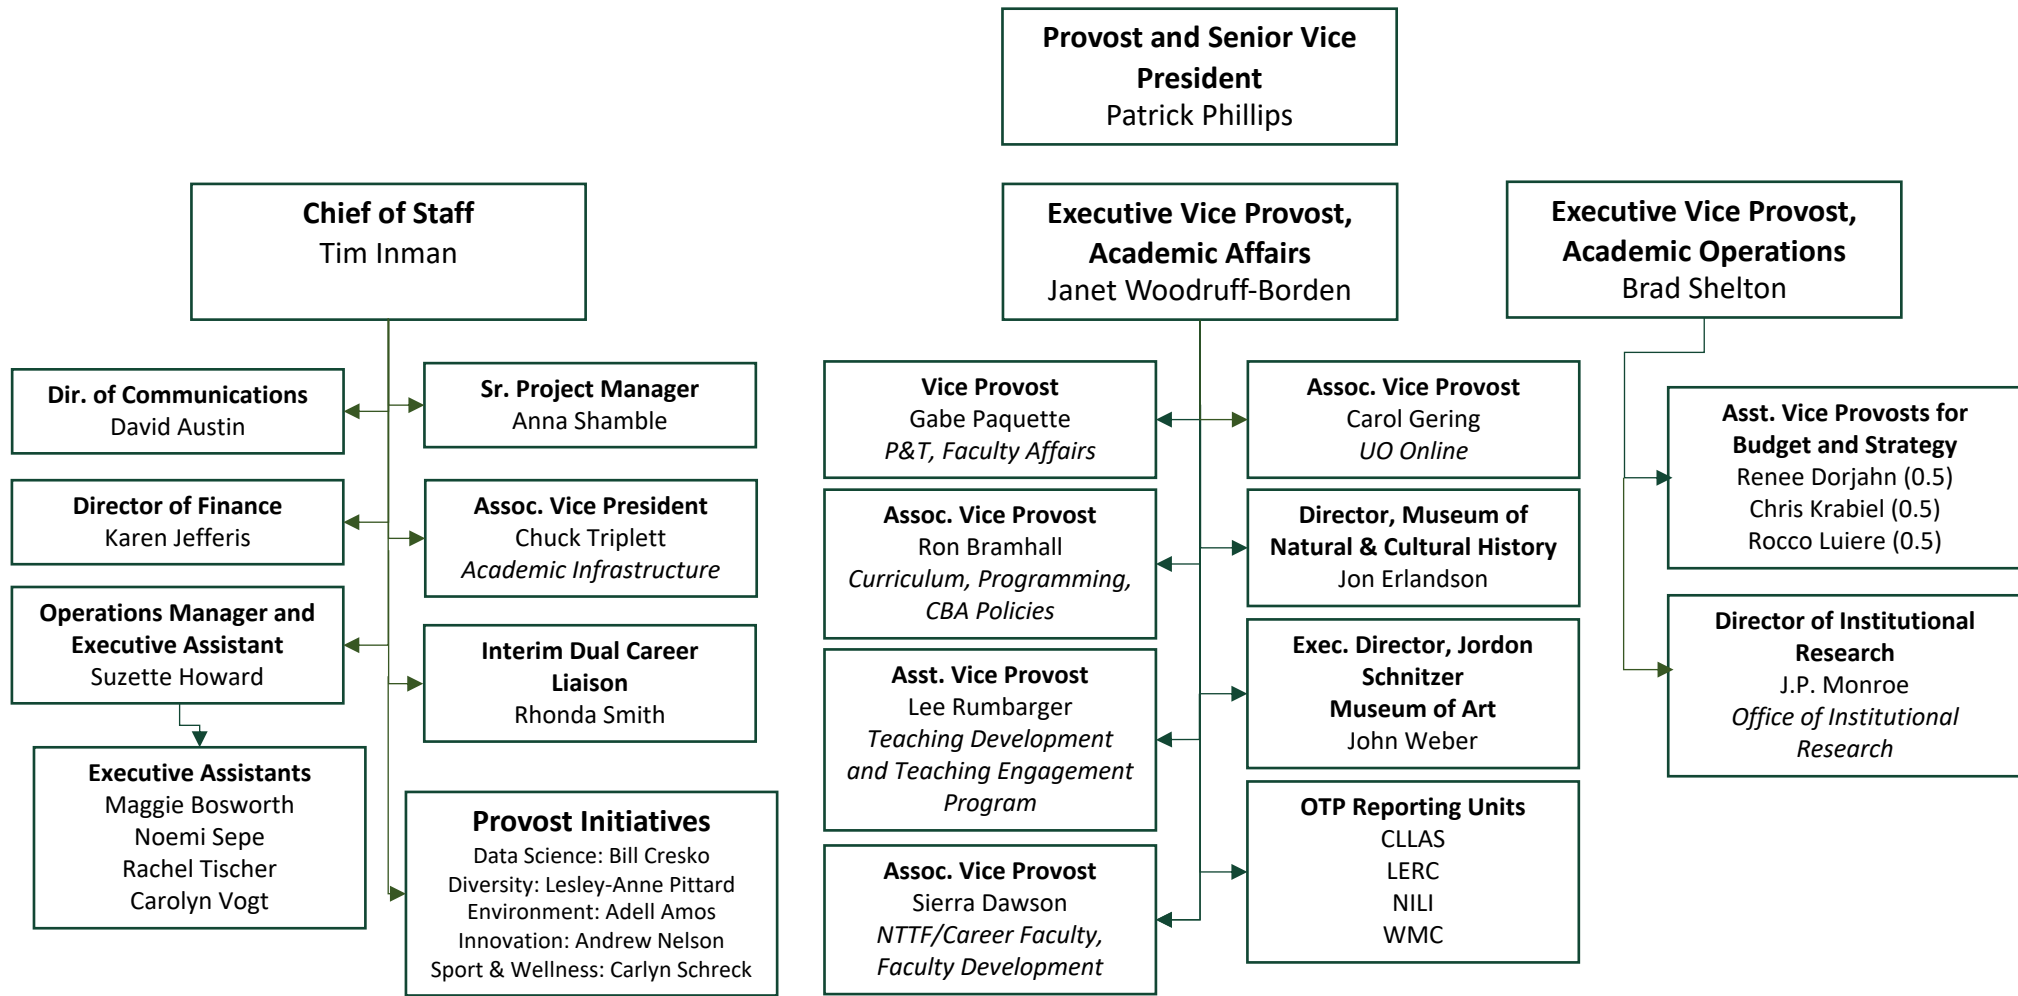 Provost and Senior Vice
President
Patrick Phillips
Chief of Staff
Tim Inman
Executive Vice Provost,
Academic Affairs
Janet Woodruff-Borden
Executive Vice Provost,
Academic Operations
Brad Shelton
Dir. of Communications
David Austin
Sr. Project Manager
Anna Shamble
Director of Finance
Karen Jefferis
Assoc. Vice President
Chuck Triplett
Academic Infrastructure
Operations Manager and
Executive Assistant
Suzette Howard
Interim Dual Career
Liaison
Rhonda Smith
Executive Assistants
Maggie Bosworth
Noemi Sepe
Rachel Tischer
Carolyn Vogt
Provost Initiatives
Data Science: Bill Cresko
Diversity: Lesley-Anne Pittard
Environment: Adell Amos
Innovation: Andrew Nelson
Sport & Wellness: Carlyn Schreck
Vice Provost
Gabe Paquette
P&T, Faculty Affairs
Assoc. Vice Provost
Carol Gering
UO Online
Assoc. Vice Provost
Ron Bramhall
Curriculum, Programming,
CBA Policies
Director, Museum of
Natural & Cultural History
Jon Erlandson
Asst. Vice Provost
Lee Rumbarger
Teaching Development
and Teaching Engagement
Program
Exec. Director, Jordon
Schnitzer
Museum of Art
John Weber
Assoc. Vice Provost
Sierra Dawson
NTTF/Career Faculty,
Faculty Development
OTP Reporting Units
CLLAS
LERC
NILI
WMC
Asst. Vice Provosts for
Budget and Strategy
Renee Dorjahn (0.5)
Chris Krabiel (0.5)
Rocco Luiere (0.5)
Director of Institutional
Research
J.P. Monroe
Office of Institutional
Research